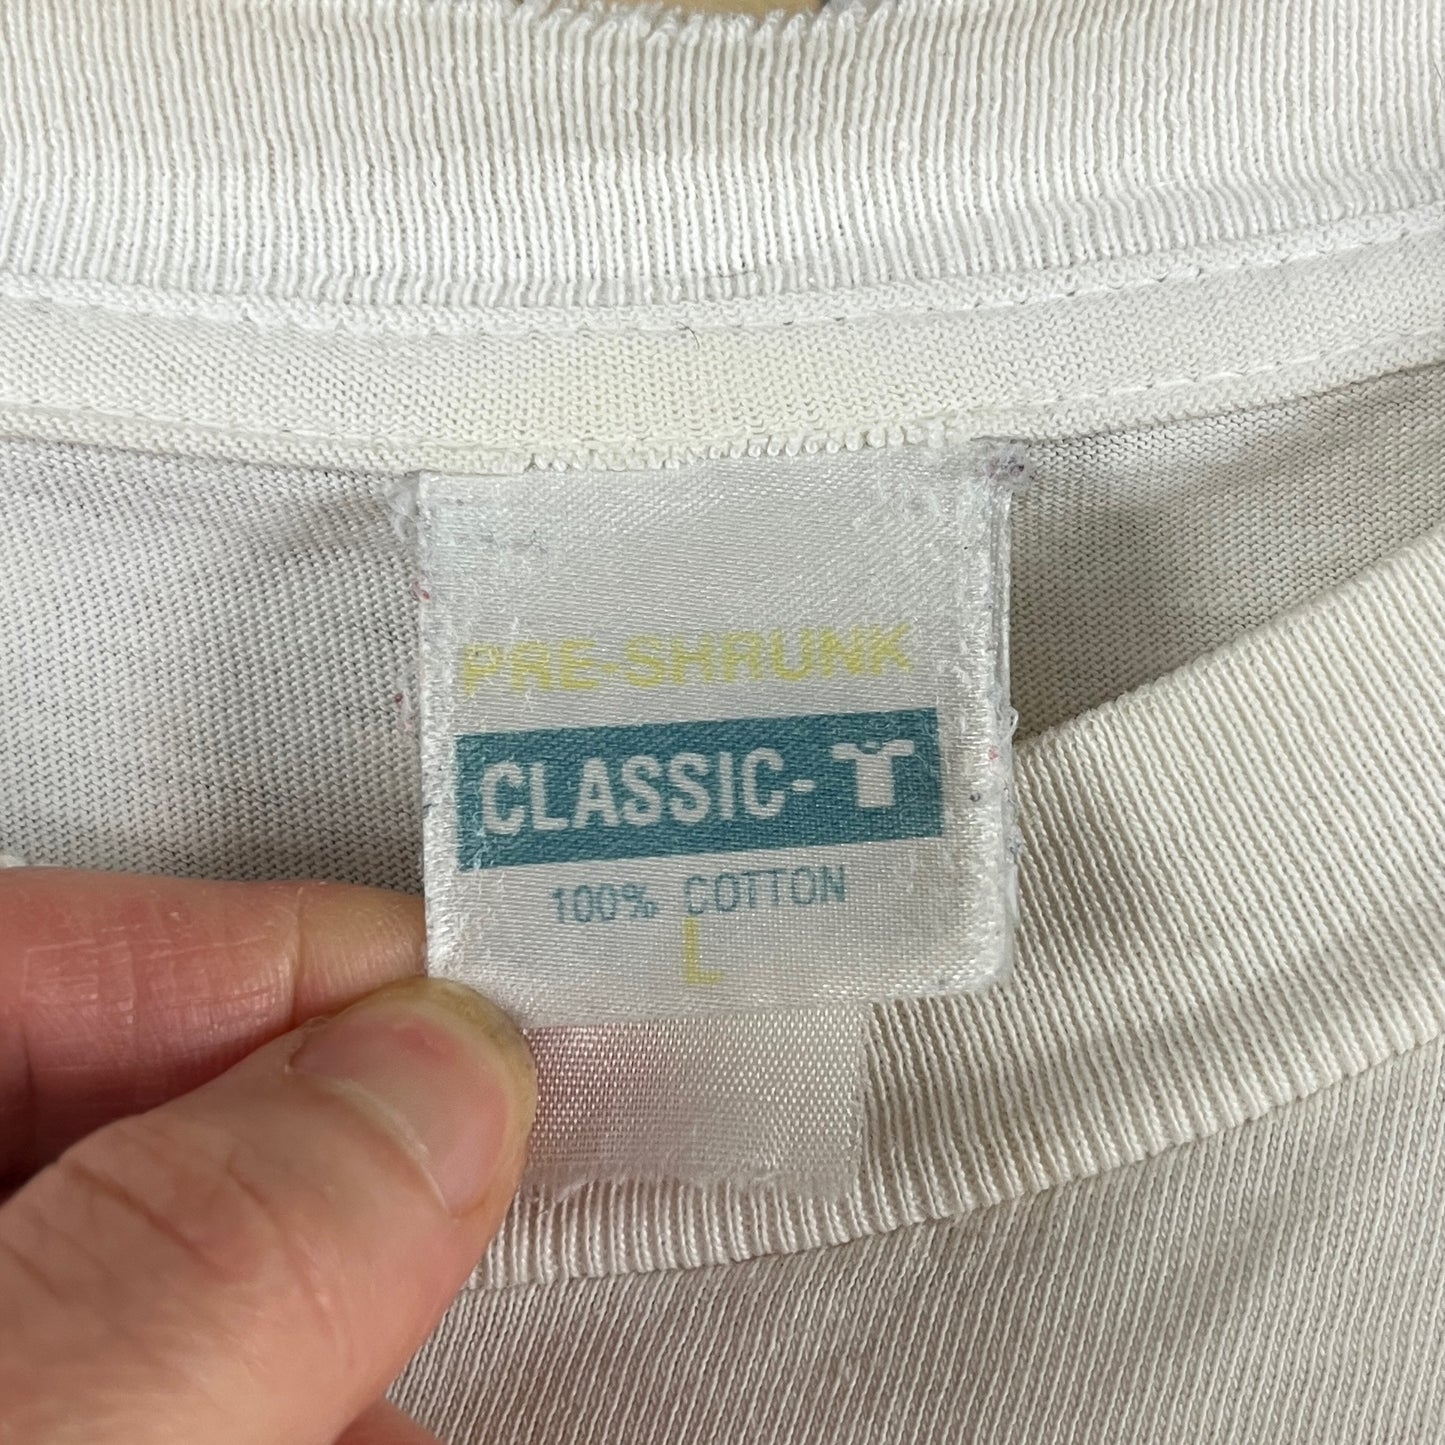 PRE-SHRUNK
CLASSIC-T
100% COTTON
L